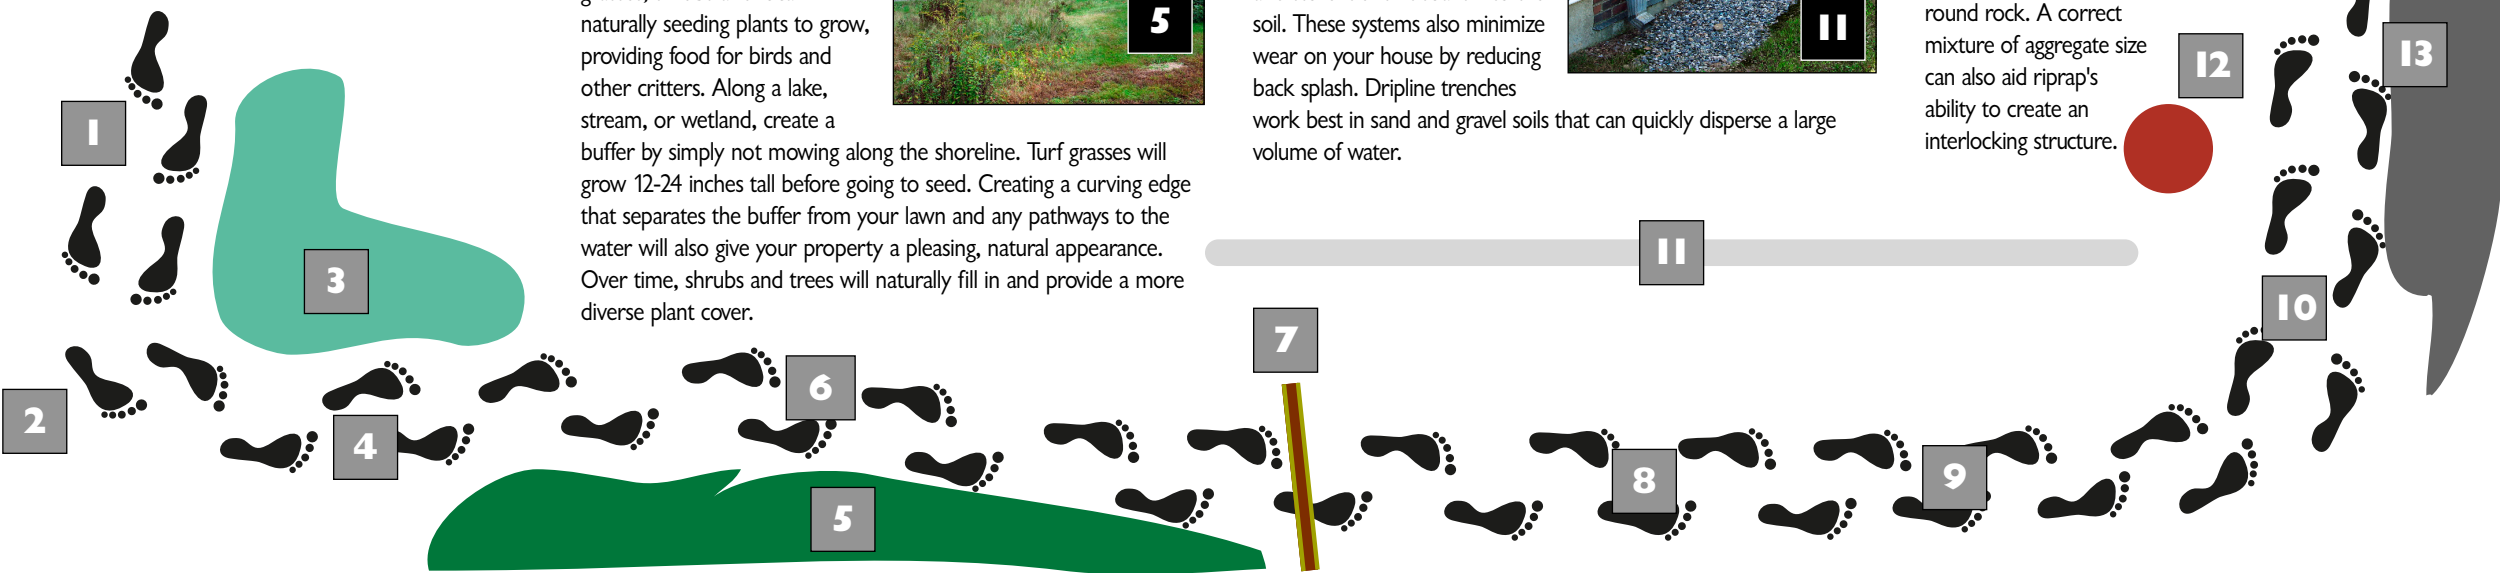 naturally seeding plants to grow,
providing food for birds and
other critters. Along a lake,
stream, or wetland, create a
buffer by simply not mowing along the shoreline. Turf grasses will
grow 12-24 inches tall before going to seed. Creating a curving edge
that separates the buffer from your lawn and any pathways to the
water will also give your property a pleasing, natural appearance.
Over time, shrubs and trees will naturally fill in and provide a more
diverse plant cover.
5
soil. These systems also minimize
wear on your house by reducing
back splash. Dripline trenches
work best in sand and gravel soils that can quickly disperse a large
volume of water.
11
round rock. A correct
mixture of aggregate size
can also aid riprap's
ability to create an
interlocking structure.
12
13
1
3
11
10
7
6
2
4
5
8
9